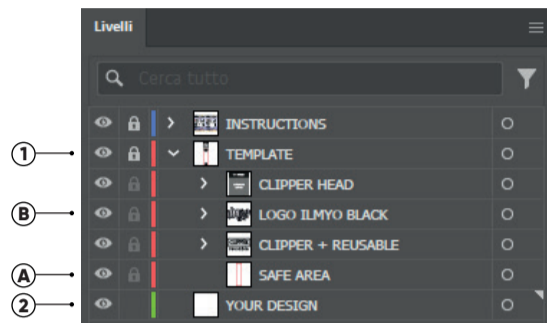 Livelli
Cerca tutto
INSTRUCTIONS
1 TEMPLATE
CLIPPER HEAD
B LOGO ILMYO BLACK
CLIPPER + REUSABLE
A SAFE AREA
2 YOUR DESIGN